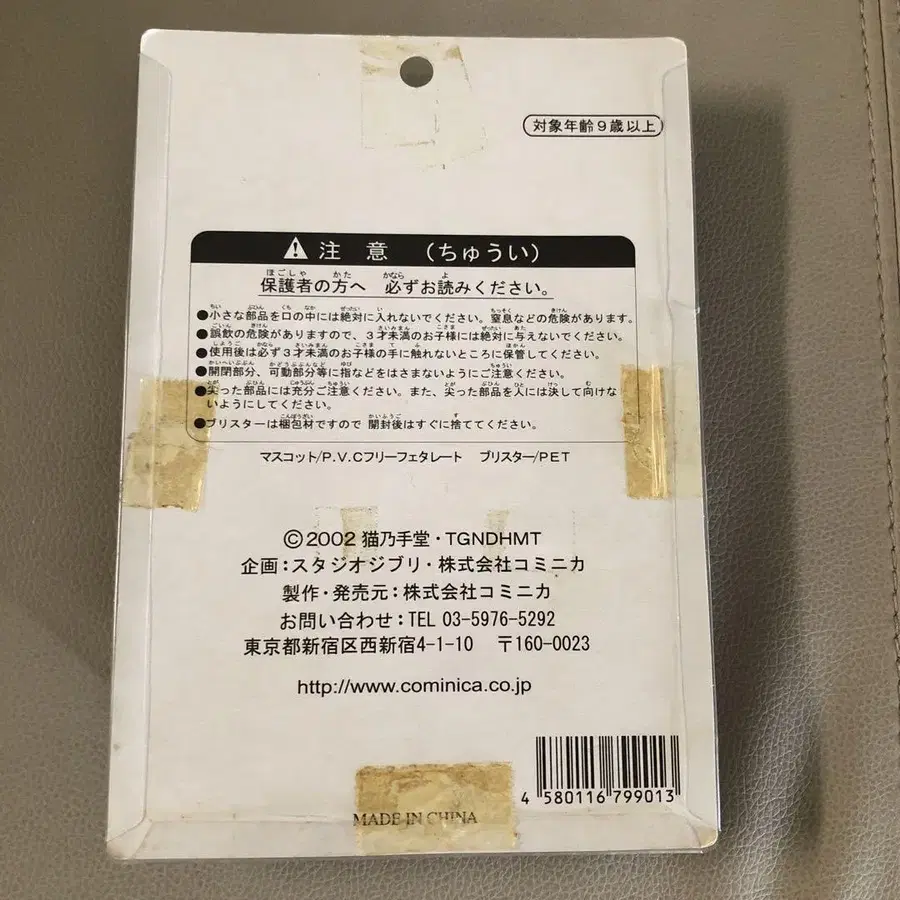 対象年齢9歳以上
注意 (ちゅうい)
保護者の方へ 必ずお読みください。
●小さな部品を口の中には絶対に入れないでください。窒息などの危険があります。
●誤飲の危険がありますので、3才未満のお子様には絶対に与えないでください。
●使用後は必ず3才未満のお子様の手に触れないところに保管してください。
●開閉部分、可動部分等に指などをはさまないようにご注意ください。
●尖った部品には充分ご注意ください。また、尖った部品を人には決して向けな
いようにしてください。
●ブリスターは梱包材ですので 開封後はすぐに捨ててください。
マスコット/P.V.Cフリーフェタレート ブリスター/PET
©2002 猫乃手堂・TGNDHMT
企画:スタジオジブリ・株式会社コミニカ
製作・発売元:株式会社コミニカ
お問い合わせ:TEL 03-5976-5292
東京都新宿区西新宿4-1-10 〒160-0023
http://www.cominica.co.jp
4 580116 799013
MADE IN CHINA